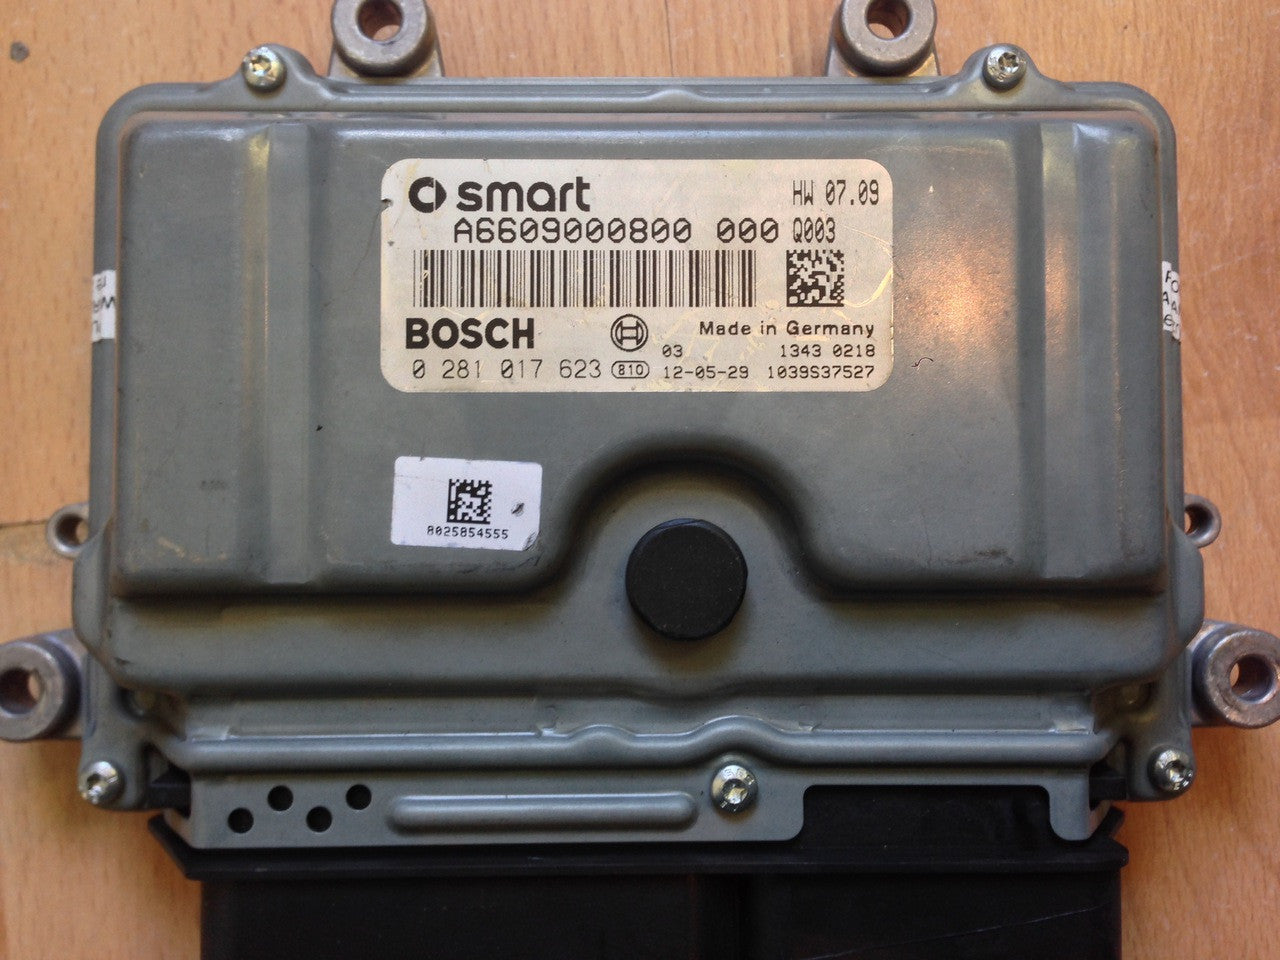 smart HW 07.09
A6609000800 000 Q003
BOSCH Made in Germany
03 1343 0218
0 281 017 623 810 12-05-29 1039S37527
8025854555